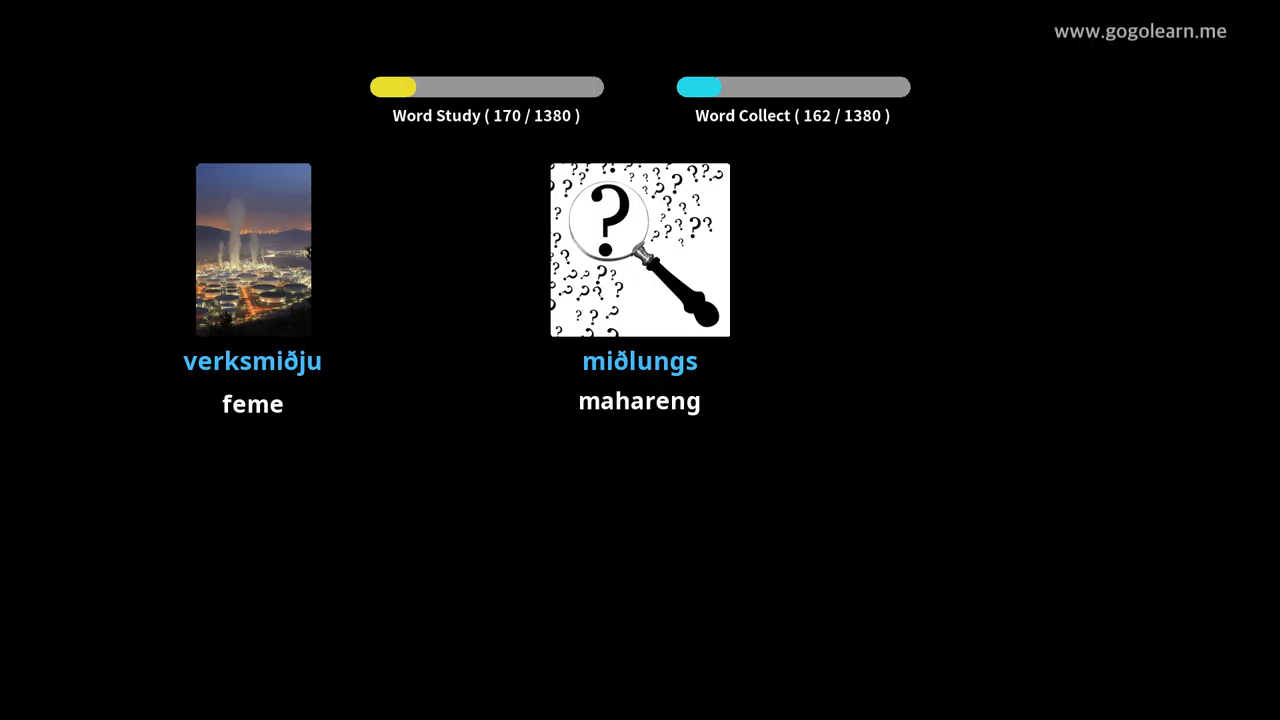 www.gogolearn.me
Word Study ( 170 / 1380 )
Word Collect ( 162 / 1380 )
verksmiðju
feme
miðlungs
mahareng